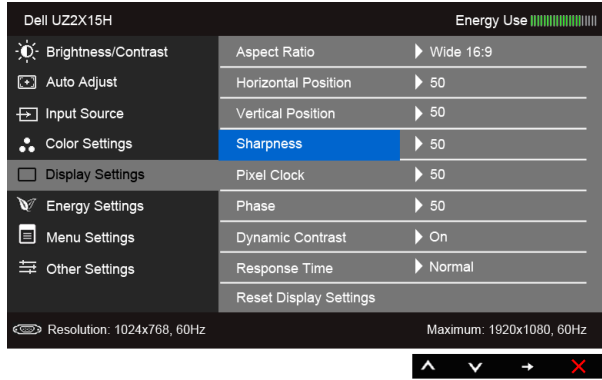 Dell UZ2X15H Energy Use
Brightness/Contrast Aspect Ratio Wide 16:9
Auto Adjust Horizontal Position 50
Input Source Vertical Position 50
Color Settings Sharpness 50
Display Settings Pixel Clock 50
Energy Settings Phase 50
Menu Settings Dynamic Contrast On
Other Settings Response Time Normal
Reset Display Settings
Resolution: 1024x768, 60Hz Maximum: 1920x1080, 60Hz